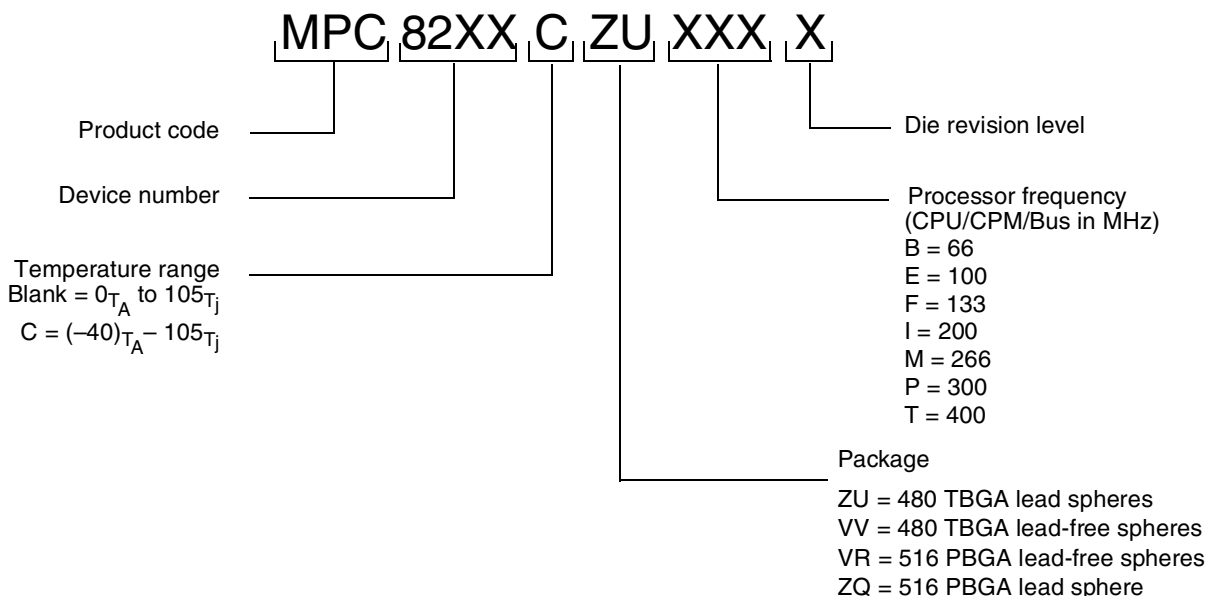 MPC 82XX C ZU XXX X
Product code
Device number
Temperature range
Blank = 0TA to 105Tj
C = (–40)TA– 105Tj
Die revision level
Processor frequency
(CPU/CPM/Bus in MHz)
B = 66
E = 100
F = 133
I = 200
M = 266
P = 300
T = 400
Package
ZU = 480 TBGA lead spheres
VV = 480 TBGA lead-free spheres
VR = 516 PBGA lead-free spheres
ZQ = 516 PBGA lead sphere